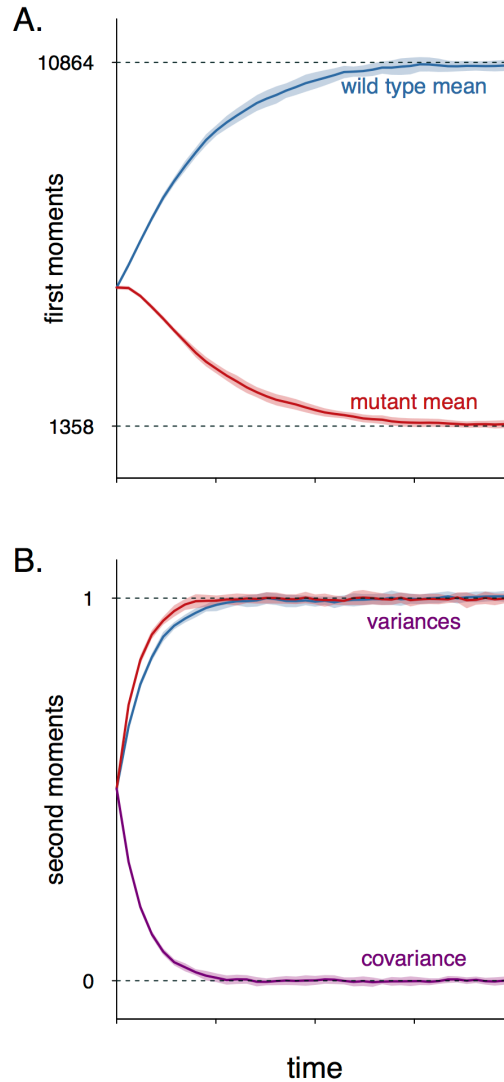 A.
10864
wild type mean
first moments
mutant mean
1358
B.
1
variances
second moments
covariance
0
time